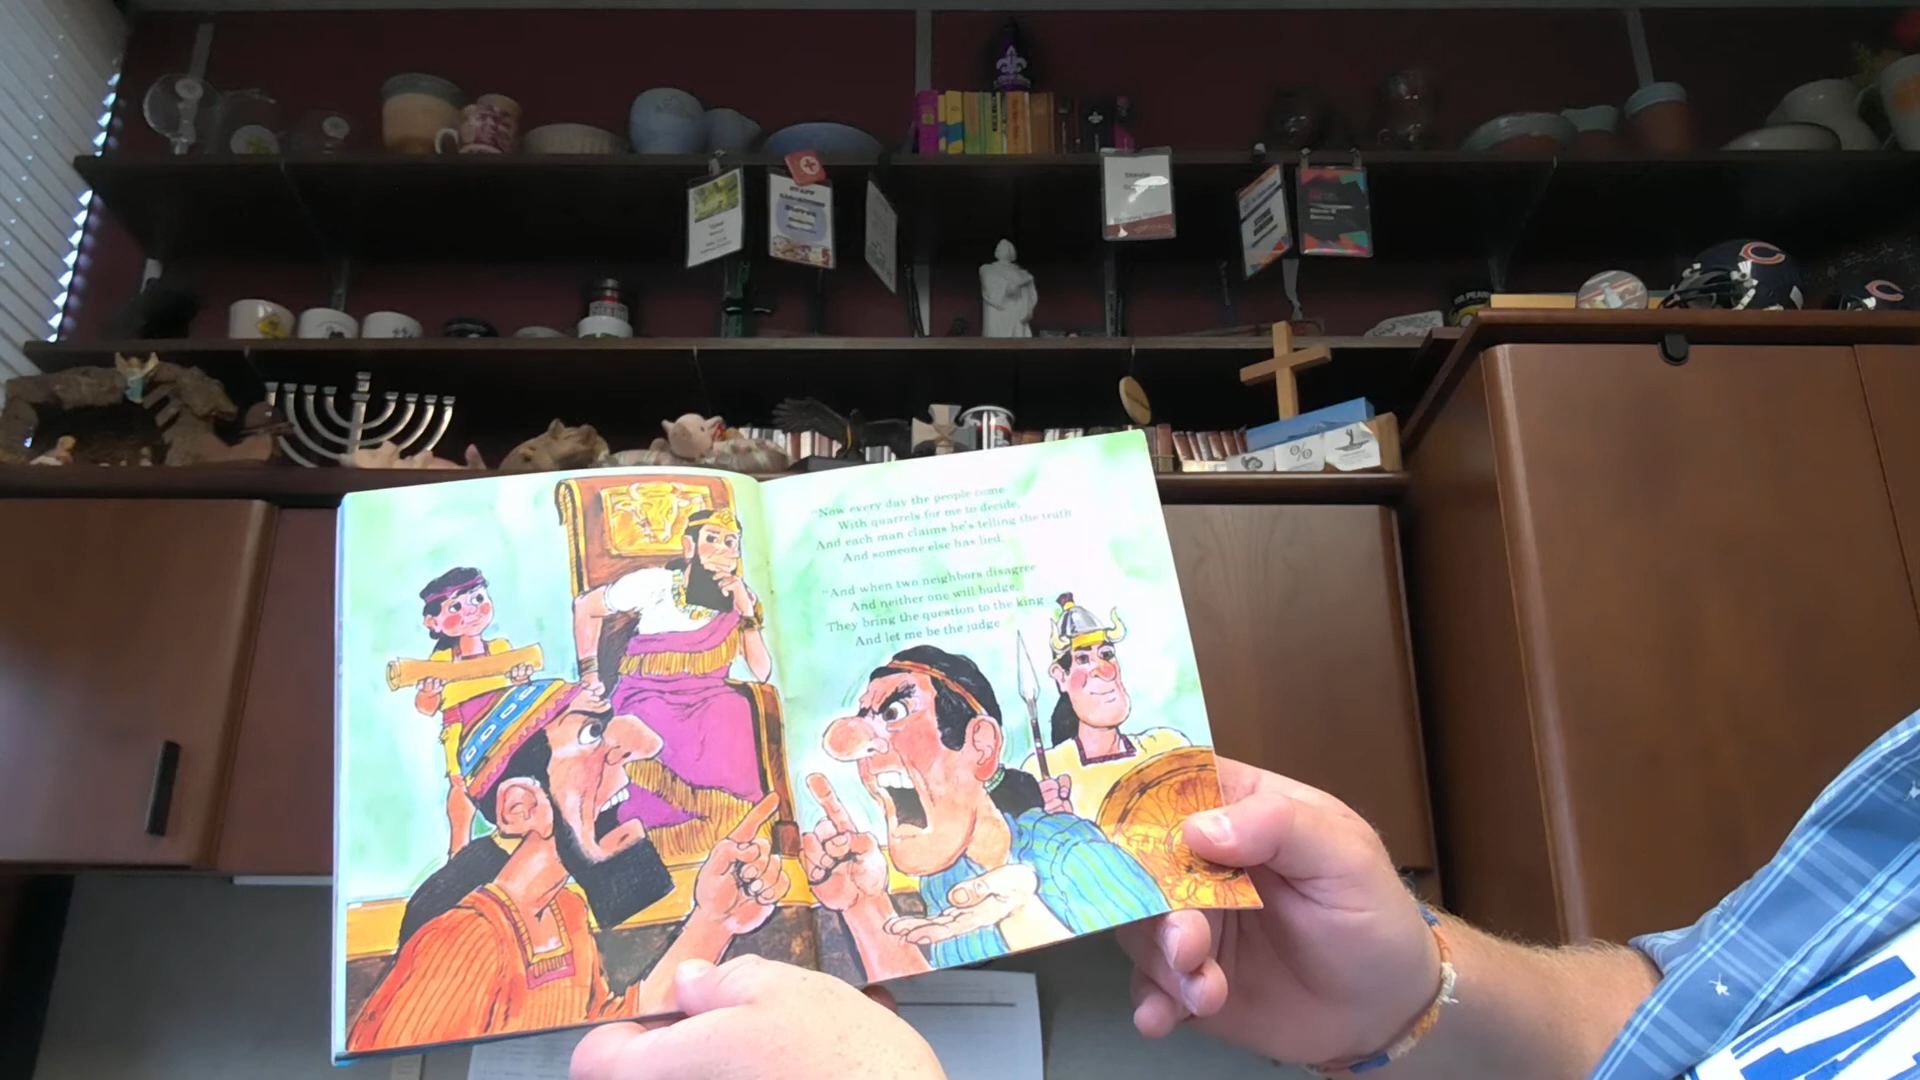 "Now every day the people come
With quarrels for me to decide,
And each man claims he's telling the truth
And someone else has lied.
"And when two neighbors disagree
And neither one will budge,
They bring the question to the king
And let me be the judge
%